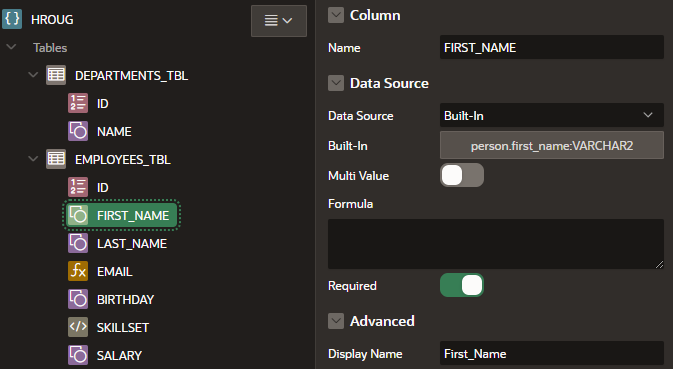 HROUG
Tables
DEPARTMENTS_TBL
ID
NAME
EMPLOYEES_TBL
ID
FIRST_NAME
LAST_NAME
EMAIL
BIRTHDAY
SKILLSET
SALARY
Column
Name FIRST_NAME
Data Source
Data Source Built-In
Built-In person.first_name:VARCHAR2
Multi Value
Formula
Required
Advanced
Display Name First_Name